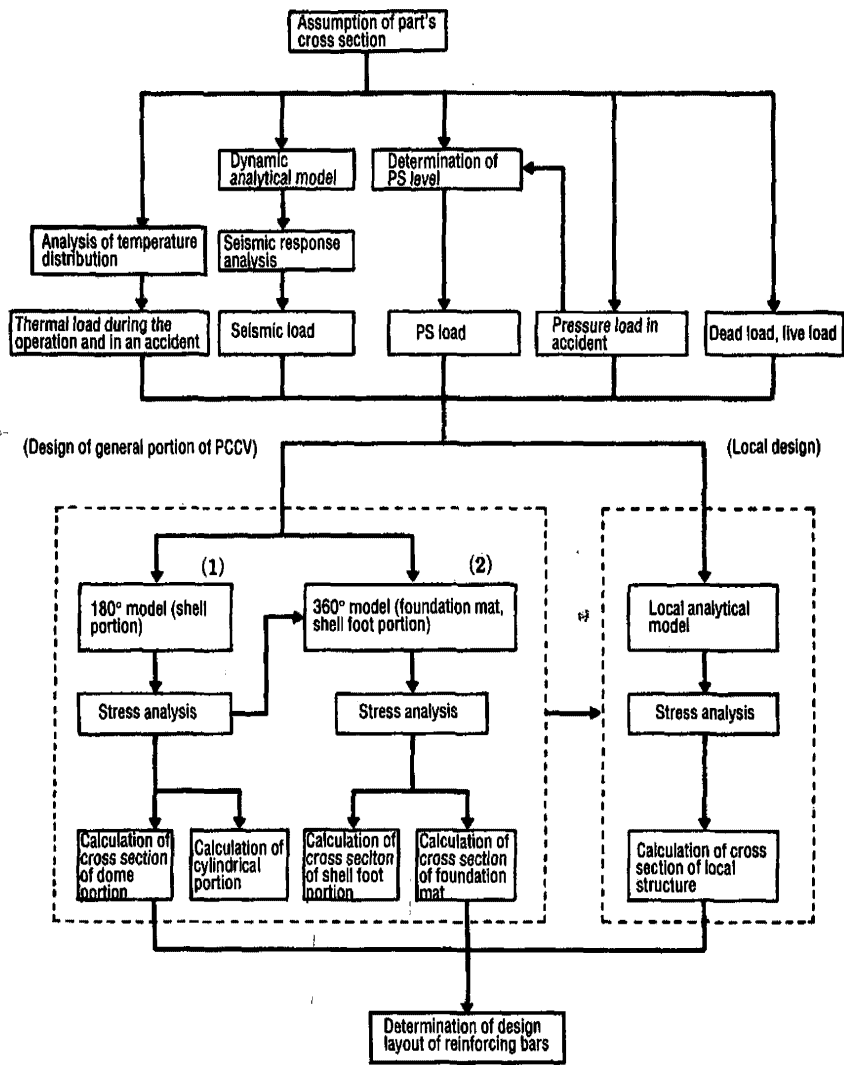 Assumption of part's
cross section
Dynamic
analytical model
Determination of
PS level
Analysis of temperature
distribution
Seismic response
analysis
Thermal load during the
operation and in an accident
Seismic load
PS load
Pressure load in
accident
Dead load, live load
(Design of general portion of PCCV)
(Local design)
(1)
(2)
180° model (shell
portion)
360° model (foundation mat,
shell foot portion)
Local analytical
model
Stress analysis
Stress analysis
Stress analysis
Calculation of
cross section
of dome
portion
Calculation of
cylindrical
portion
Calculation of
cross seciton
of shell foot
portion
Calculation of
cross section
of foundation
mat
Calculation of cross
section of local
structure
Determination of design
layout of reinforcing bars